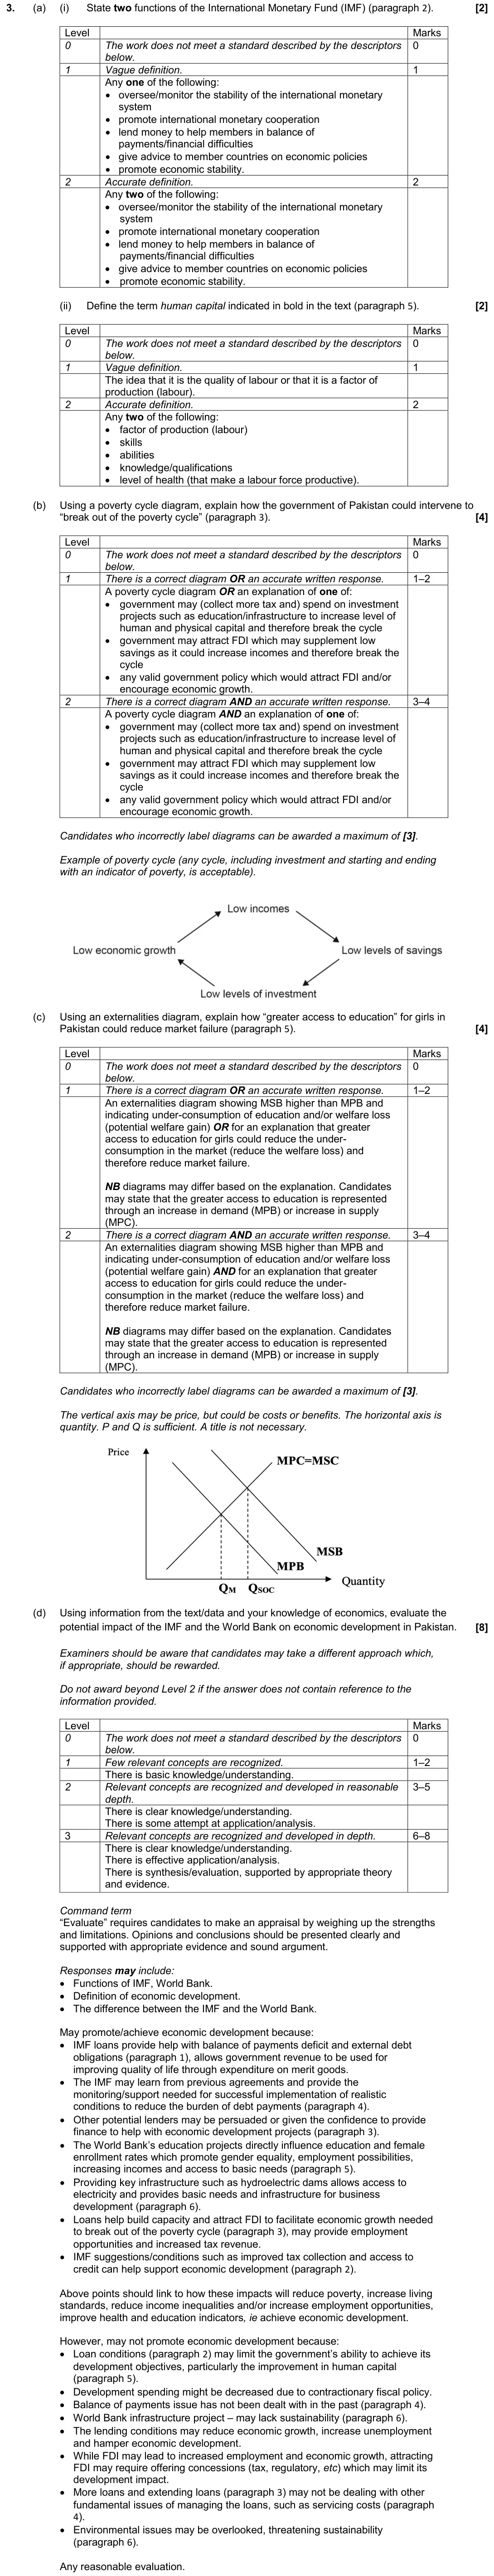 3. (a) (i) State two functions of the International Monetary Fund (IMF) (paragraph 2). [2]
Level Marks
0 The work does not meet a standard described by the descriptors 0
below.
1 Vague definition. 1
Any one of the following:
• oversee/monitor the stability of the international monetary
system
• promote international monetary cooperation
• lend money to help members in balance of
payments/financial difficulties
• give advice to member countries on economic policies
• promote economic stability.
2 Accurate definition. 2
Any two of the following:
• oversee/monitor the stability of the international monetary
system
• promote international monetary cooperation
• lend money to help members in balance of
payments/financial difficulties
• give advice to member countries on economic policies
• promote economic stability.
(ii) Define the term human capital indicated in bold in the text (paragraph 5). [2]
Level Marks
0 The work does not meet a standard described by the descriptors 0
below.
1 Vague definition. 1
The idea that it is the quality of labour or that it is a factor of
production (labour).
2 Accurate definition. 2
Any two of the following:
• factor of production (labour)
• skills
• abilities
• knowledge/qualifications
• level of health (that make a labour force productive).
(b) Using a poverty cycle diagram, explain how the government of Pakistan could intervene to
"break out of the poverty cycle" (paragraph 3). [4]
Level Marks
0 The work does not meet a standard described by the descriptors 0
below.
1 There is a correct diagram OR an accurate written response. 1–2
A poverty cycle diagram OR an explanation of one of:
• government may (collect more tax and) spend on investment
projects such as education/infrastructure to increase level of
human and physical capital and therefore break the cycle
• government may attract FDI which may supplement low
savings as it could increase incomes and therefore break the
cycle
• any valid government policy which would attract FDI and/or
encourage economic growth.
2 There is a correct diagram AND an accurate written response. 3–4
A poverty cycle diagram AND an explanation of one of:
• government may (collect more tax and) spend on investment
projects such as education/infrastructure to increase level of
human and physical capital and therefore break the cycle
• government may attract FDI which may supplement low
savings as it could increase incomes and therefore break the
cycle
• any valid government policy which would attract FDI and/or
encourage economic growth.
Candidates who incorrectly label diagrams can be awarded a maximum of [3].
Example of poverty cycle (any cycle, including investment and starting and ending
with an indicator of poverty, is acceptable).
Low incomes
Low economic growth Low levels of savings
Low levels of investment
(c) Using an externalities diagram, explain how "greater access to education" for girls in
Pakistan could reduce market failure (paragraph 5). [4]
Level Marks
0 The work does not meet a standard described by the descriptors 0
below.
1 There is a correct diagram OR an accurate written response. 1–2
An externalities diagram showing MSB higher than MPB and
indicating under-consumption of education and/or welfare loss
(potential welfare gain) OR for an explanation that greater
access to education for girls could reduce the under-
consumption in the market (reduce the welfare loss) and
therefore reduce market failure.
NB diagrams may differ based on the explanation. Candidates
may state that the greater access to education is represented
through an increase in demand (MPB) or increase in supply
(MPC).
2 There is a correct diagram AND an accurate written response. 3–4
An externalities diagram showing MSB higher than MPB and
indicating under-consumption of education and/or welfare loss
(potential welfare gain) AND for an explanation that greater
access to education for girls could reduce the under-
consumption in the market (reduce the welfare loss) and
therefore reduce market failure.
NB diagrams may differ based on the explanation. Candidates
may state that the greater access to education is represented
through an increase in demand (MPB) or increase in supply
(MPC).
Candidates who incorrectly label diagrams can be awarded a maximum of [3].
The vertical axis may be price, but could be costs or benefits. The horizontal axis is
quantity. P and Q is sufficient. A title is not necessary.
Price
MPC=MSC
MSB
MPB
Quantity
QM QSOC
(d) Using information from the text/data and your knowledge of economics, evaluate the
potential impact of the IMF and the World Bank on economic development in Pakistan. [8]
Examiners should be aware that candidates may take a different approach which,
if appropriate, should be rewarded.
Do not award beyond Level 2 if the answer does not contain reference to the
information provided.
Level Marks
0 The work does not meet a standard described by the descriptors 0
below.
1 Few relevant concepts are recognized. 1–2
There is basic knowledge/understanding.
2 Relevant concepts are recognized and developed in reasonable 3–5
depth.
There is clear knowledge/understanding.
There is some attempt at application/analysis.
3 Relevant concepts are recognized and developed in depth. 6–8
There is clear knowledge/understanding.
There is effective application/analysis.
There is synthesis/evaluation, supported by appropriate theory
and evidence.
Command term
"Evaluate" requires candidates to make an appraisal by weighing up the strengths
and limitations. Opinions and conclusions should be presented clearly and
supported with appropriate evidence and sound argument.
Responses may include:
• Functions of IMF, World Bank.
• Definition of economic development.
• The difference between the IMF and the World Bank.
May promote/achieve economic development because:
• IMF loans provide help with balance of payments deficit and external debt
obligations (paragraph 1), allows government revenue to be used for
improving quality of life through expenditure on merit goods.
• The IMF may learn from previous agreements and provide the
monitoring/support needed for successful implementation of realistic
conditions to reduce the burden of debt payments (paragraph 4).
• Other potential lenders may be persuaded or given the confidence to provide
finance to help with economic development projects (paragraph 3).
• The World Bank's education projects directly influence education and female
enrollment rates which promote gender equality, employment possibilities,
increasing incomes and access to basic needs (paragraph 5).
• Providing key infrastructure such as hydroelectric dams allows access to
electricity and provides basic needs and infrastructure for business
development (paragraph 6).
• Loans help build capacity and attract FDI to facilitate economic growth needed
to break out of the poverty cycle (paragraph 3), may provide employment
opportunities and increased tax revenue.
• IMF suggestions/conditions such as improved tax collection and access to
credit can help support economic development (paragraph 2).
Above points should link to how these impacts will reduce poverty, increase living
standards, reduce income inequalities and/or increase employment opportunities,
improve health and education indicators, ie achieve economic development.
However, may not promote economic development because:
• Loan conditions (paragraph 2) may limit the government's ability to achieve its
development objectives, particularly the improvement in human capital
(paragraph 5).
• Development spending might be decreased due to contractionary fiscal policy.
• Balance of payments issue has not been dealt with in the past (paragraph 4).
• World Bank infrastructure project – may lack sustainability (paragraph 6).
• The lending conditions may reduce economic growth, increase unemployment
and hamper economic development.
• While FDI may lead to increased employment and economic growth, attracting
FDI may require offering concessions (tax, regulatory, etc) which may limit its
development impact.
• More loans and extending loans (paragraph 3) may not be dealing with other
fundamental issues of managing the loans, such as servicing costs (paragraph
4).
• Environmental issues may be overlooked, threatening sustainability
(paragraph 6).
Any reasonable evaluation.